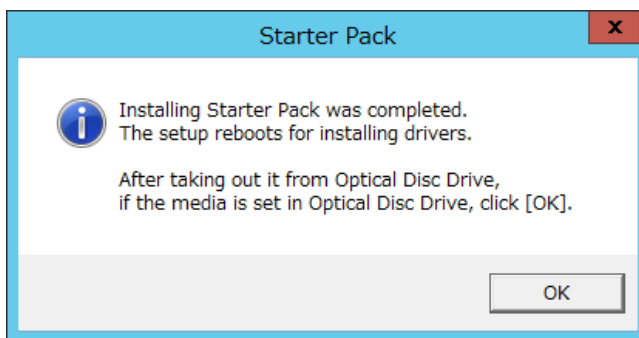 Starter Pack
x
Installing Starter Pack was completed.
The setup reboots for installing drivers.
After taking out it from Optical Disc Drive,
if the media is set in Optical Disc Drive, click [OK].
OK